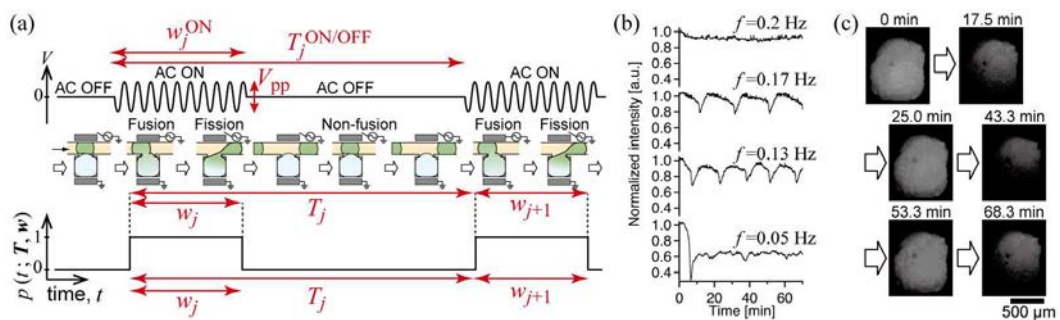 (a)
w_j^ON
T_j^ON/OFF
V
AC ON
V_pp
AC ON
AC OFF
AC OFF
0
Fusion Fission Non-fusion Fusion Fission
w_j
T_j
w_{j+1}
p (t ; T, w)
1
0
time, t
w_j
T_j
w_{j+1}
(b)
Normalized intensity [a.u.]
f=0.2 Hz
1.0
0.8
0.6
0.4
f=0.17 Hz
1.0
0.8
0.6
0.4
f=0.13 Hz
1.0
0.8
0.6
0.4
f=0.05 Hz
1.0
0.8
0.6
0.4
0 20 40 60
Time [min]
(c)
0 min 17.5 min
25.0 min 43.3 min
53.3 min 68.3 min
500 μm